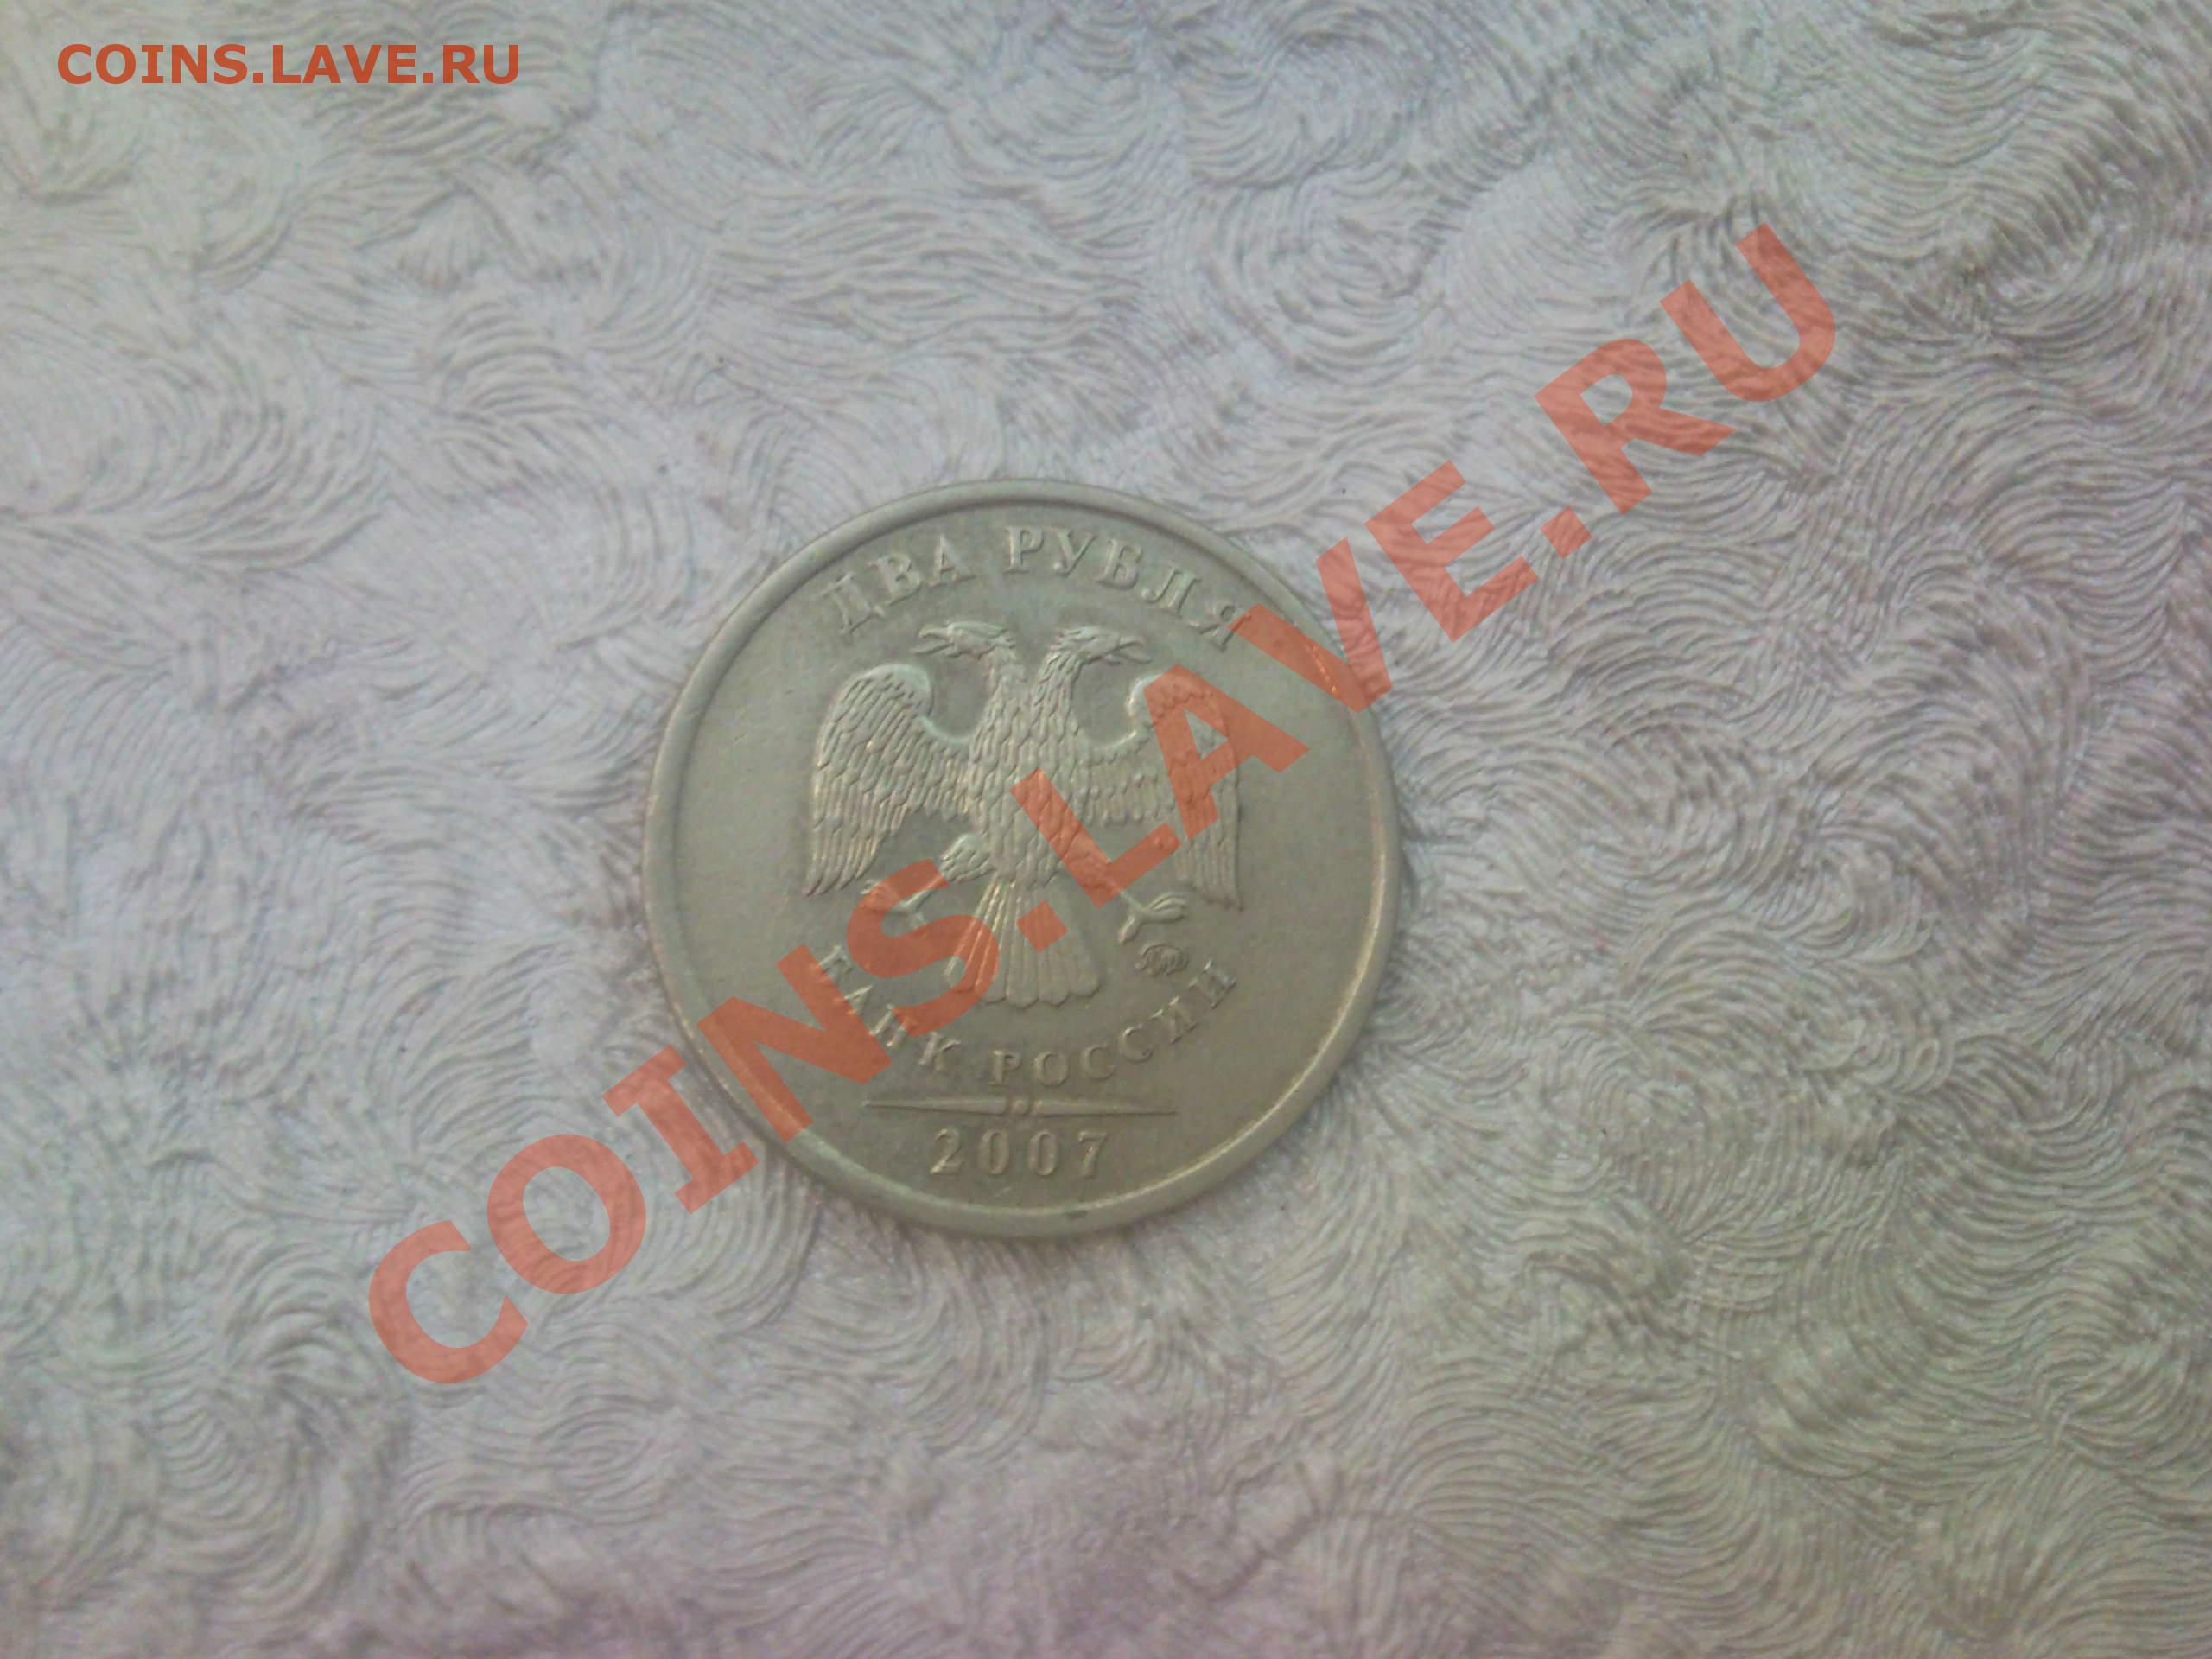 COINS.LAVE.RU
ДВА РУБЛЯ
COINS.LAVE.RU
БАНК РОССИИ
2007